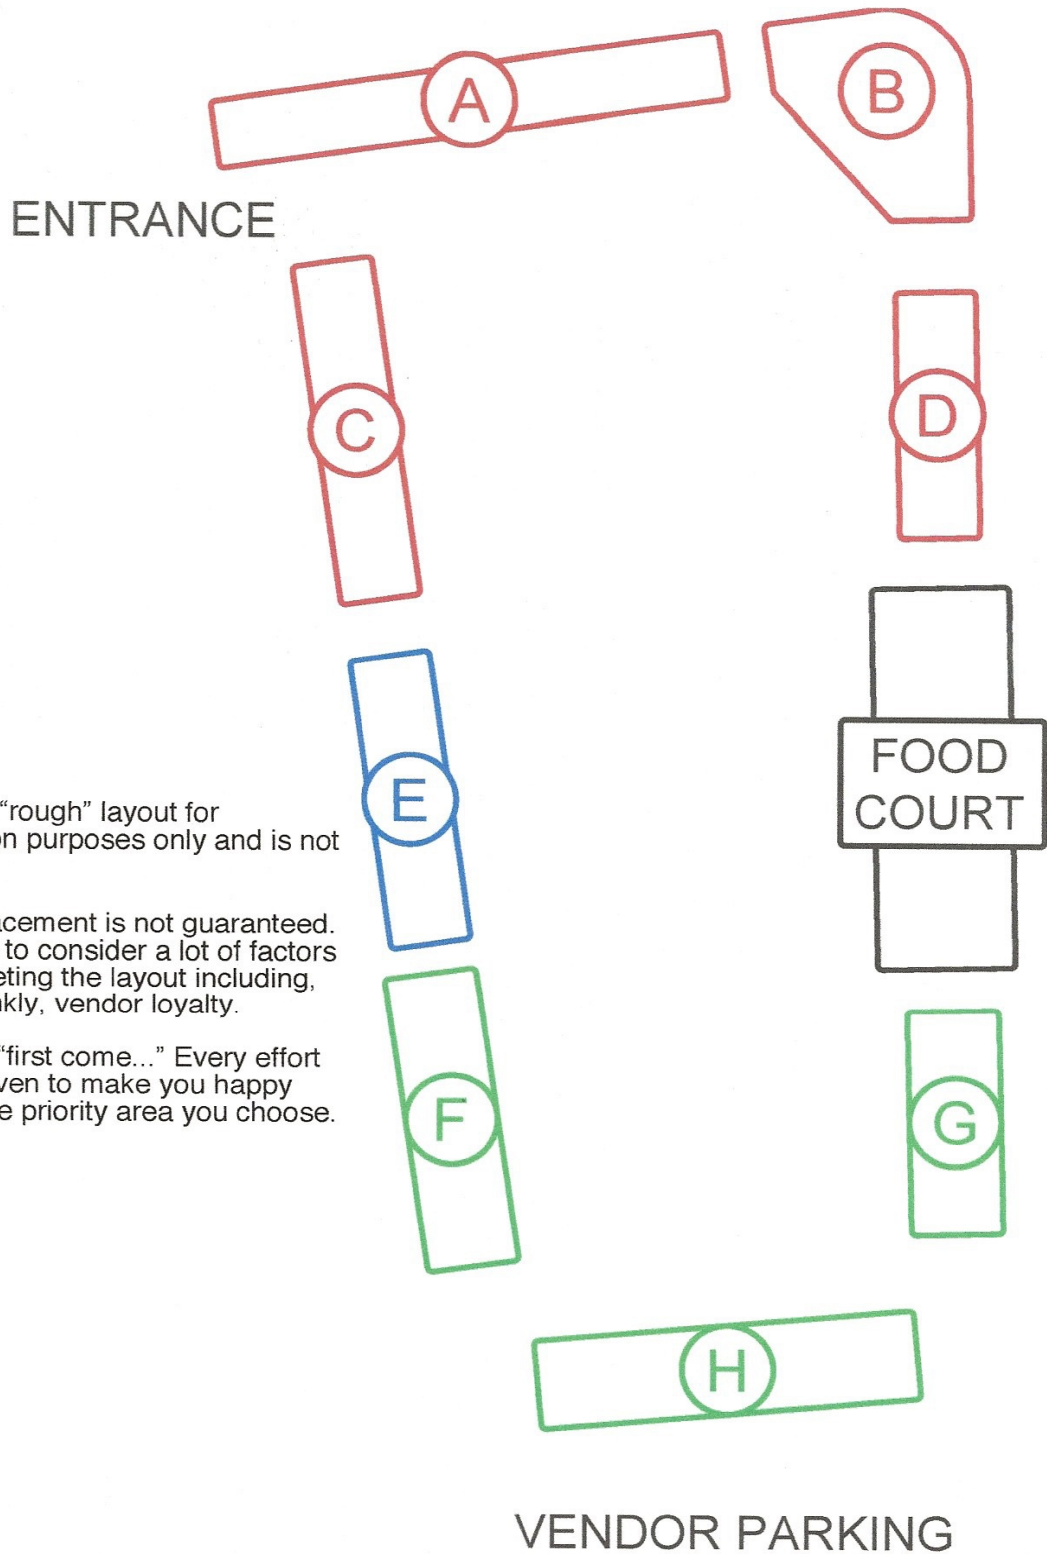 A
B
ENTRANCE
C
D
E
FOOD
COURT
"rough" layout for
on purposes only and is not
acement is not guaranteed.
to consider a lot of factors
eting the layout including,
nkly, vendor loyalty.
"first come..." Every effort
ven to make you happy
e priority area you choose.
F
G
H
VENDOR PARKING